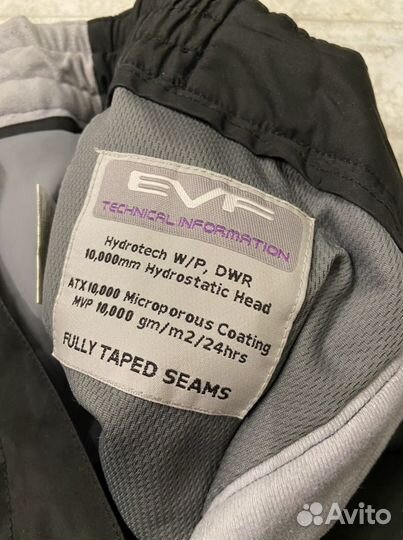 EVF
TECHNICAL INFORMATION
Hydrotech W/P, DWR
10,000mm Hydrostatic Head
ATX10,000 Microporous Coating
MVP 10,000 gm/m2/24hrs
FULLY TAPED SEAMS
Avito